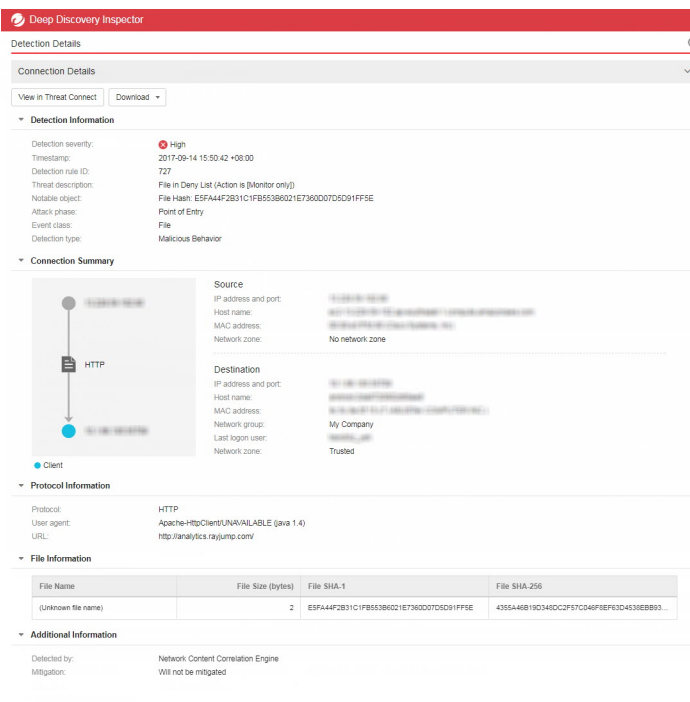 Deep Discovery Inspector
Detection Details
Connection Details
View in Threat Connect Download
Detection Information
Detection severity: High
Timestamp: 2017-09-14 15:50:42 +08:00
Detection rule ID: 727
Threat description: File in Deny List (Action is [Monitor only])
Notable object: File Hash: E5FA44F2B31C1FB553B6021E7360D07D5D91FF5E
Attack phase: Point of Entry
Event class: File
Detection type: Malicious Behavior
Connection Summary
Source
IP address and port:
Host name:
MAC address:
Network zone: No network zone
HTTP
Destination
IP address and port:
Host name:
MAC address:
Network group: My Company
Last logon user:
Network zone: Trusted
Client
Protocol Information
Protocol: HTTP
User agent: Apache-HttpClient/UNAVAILABLE (java 1.4)
URL: http://analytics.rayjump.com/
File Information
File Name File Size (bytes) File SHA-1 File SHA-256
(Unknown file name) 2 E5FA44F2B31C1FB553B6021E7360D07D5D91FF5E 4355A46B19D348DC2F57C046F8EF63D4538EBB93...
Additional Information
Detected by: Network Content Correlation Engine
Mitigation: Will not be mitigated